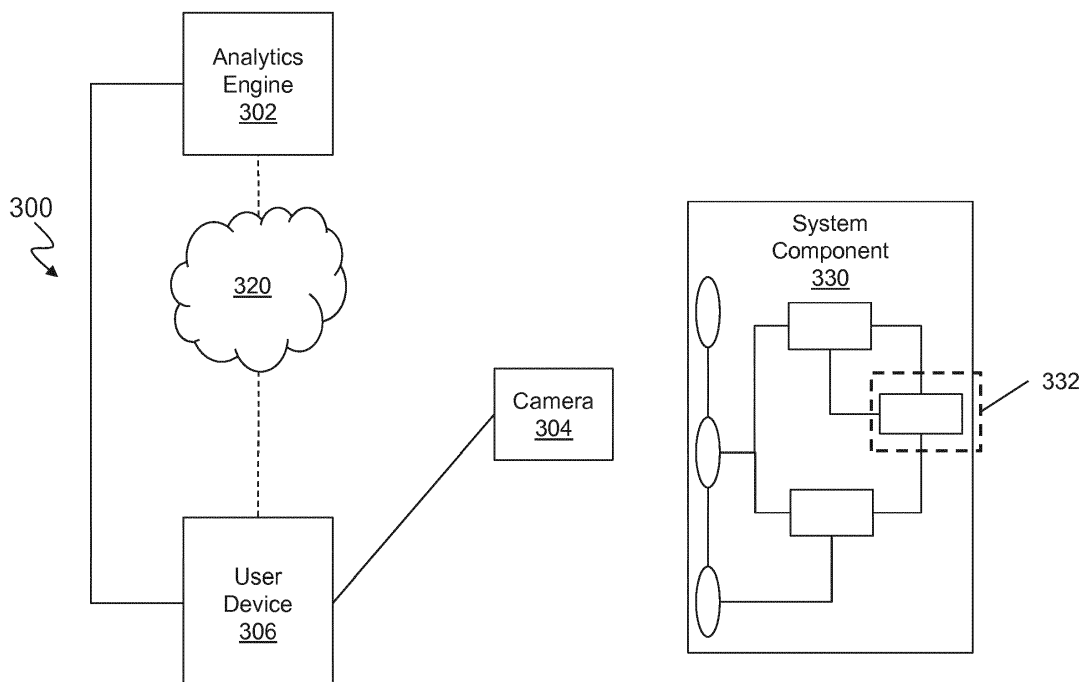 Analytics
Engine
302
300
320
System
Component
330
332
Camera
304
User
Device
306